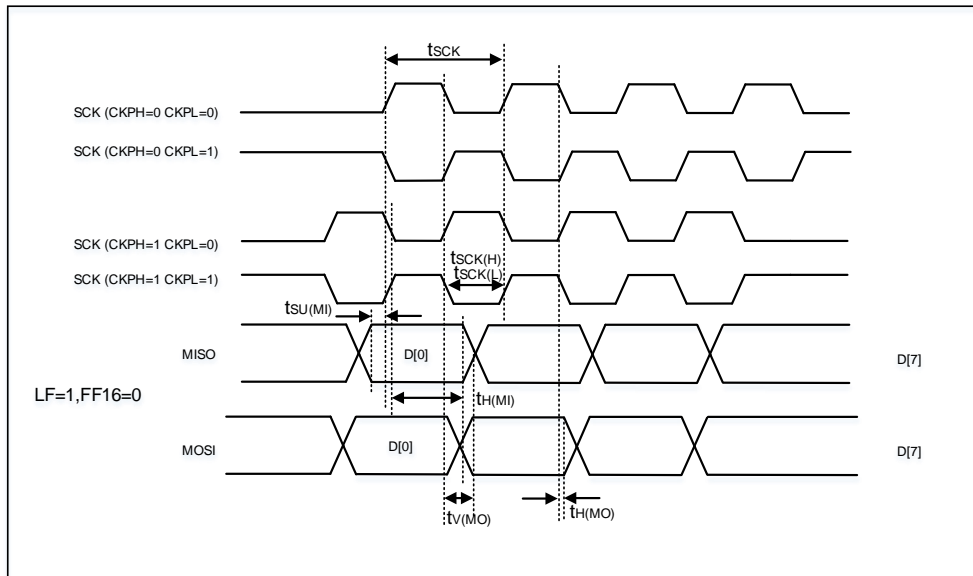 tSCK
SCK (CKPH=0 CKPL=0)
SCK (CKPH=0 CKPL=1)
SCK (CKPH=1 CKPL=0)
tSCK(H)
SCK (CKPH=1 CKPL=1)
tSCK(L)
tSU(MI)
MISO
D[0]
D[7]
LF=1,FF16=0
tH(MI)
MOSI
D[0]
D[7]
tV(MO)
tH(MO)